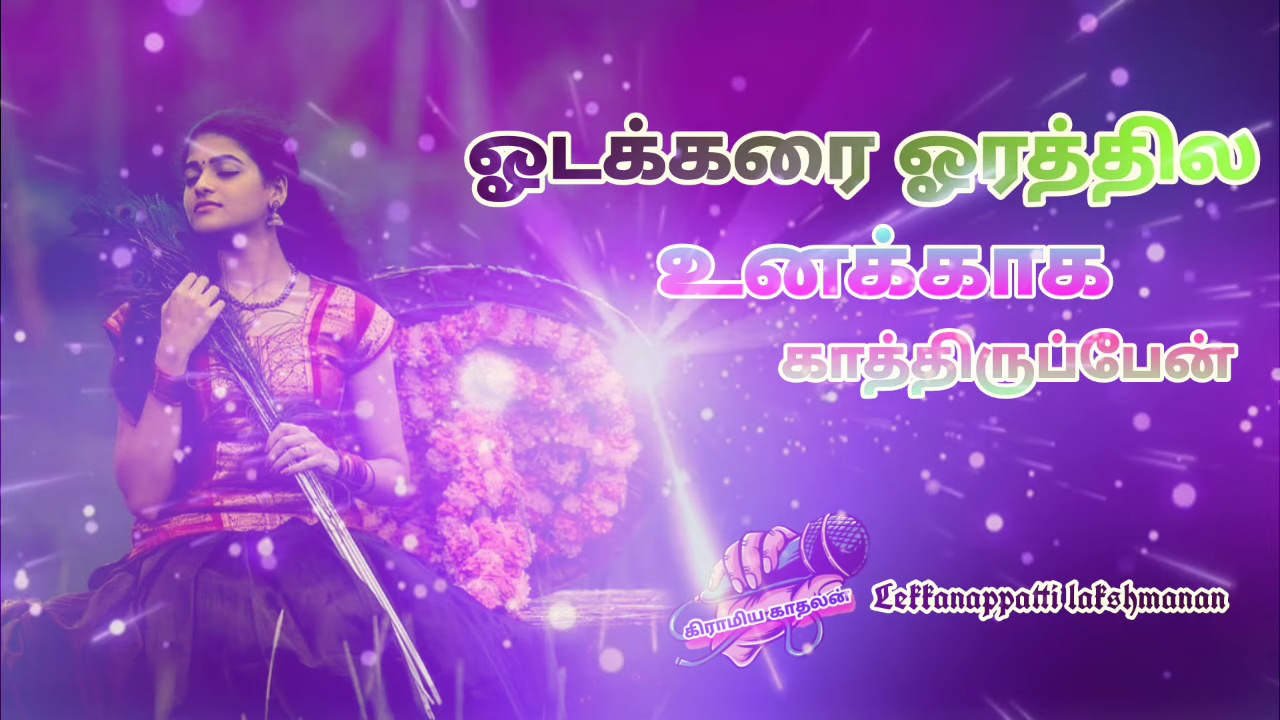 ஓடக்கரை ஓரத்தில
உனக்காக
காத்திருப்பேன்
கிராமிய காதலன்
Lekkanappatti lakshmanan